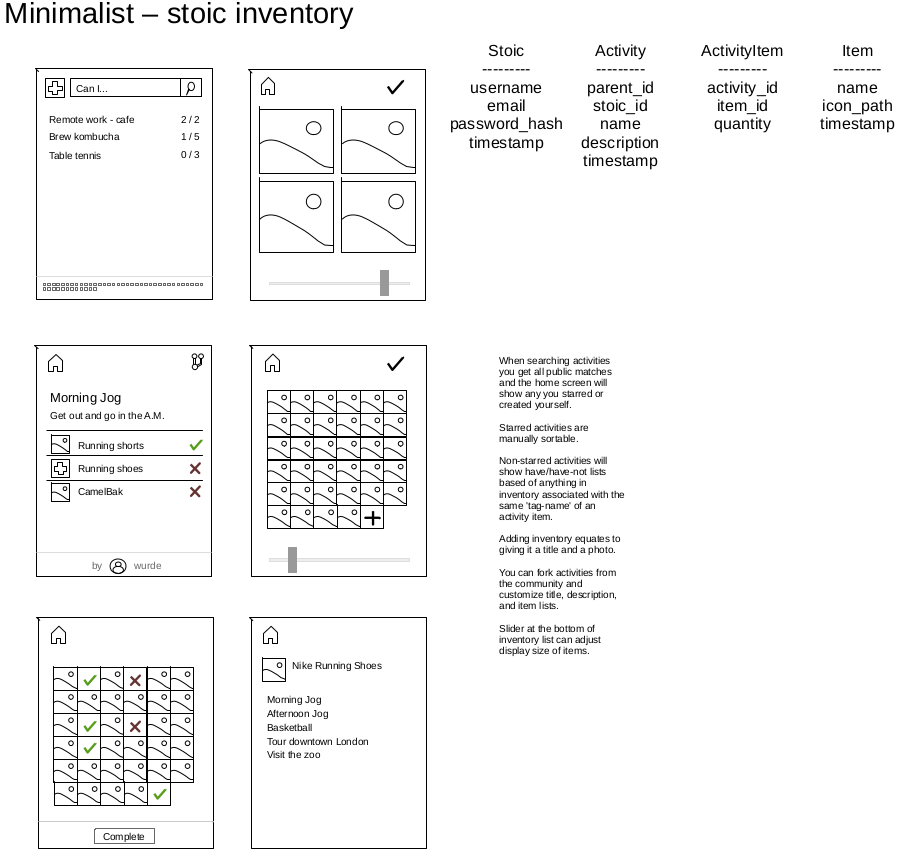 Minimalist – stoic inventory
Can I...
Remote work - cafe 2 / 2
Brew kombucha 1 / 5
Table tennis 0 / 3
Stoic
---------
username
email
password_hash
timestamp
Activity
---------
parent_id
stoic_id
name
description
timestamp
ActivityItem
---------
activity_id
item_id
quantity
Item
---------
name
icon_path
timestamp
Morning Jog
Get out and go in the A.M.
Running shorts
Running shoes
CamelBak
by wurde
When searching activities
you get all public matches
and the home screen will
show any you starred or
created yourself.
Starred activities are
manually sortable.
Non-starred activities will
show have/have-not lists
based of anything in
inventory associated with the
same 'tag-name' of an
activity item.
Adding inventory equates to
giving it a title and a photo.
You can fork activities from
the community and
customize title, description,
and item lists.
Slider at the bottom of
inventory list can adjust
display size of items.
Complete
Nike Running Shoes
Morning Jog
Afternoon Jog
Basketball
Tour downtown London
Visit the zoo